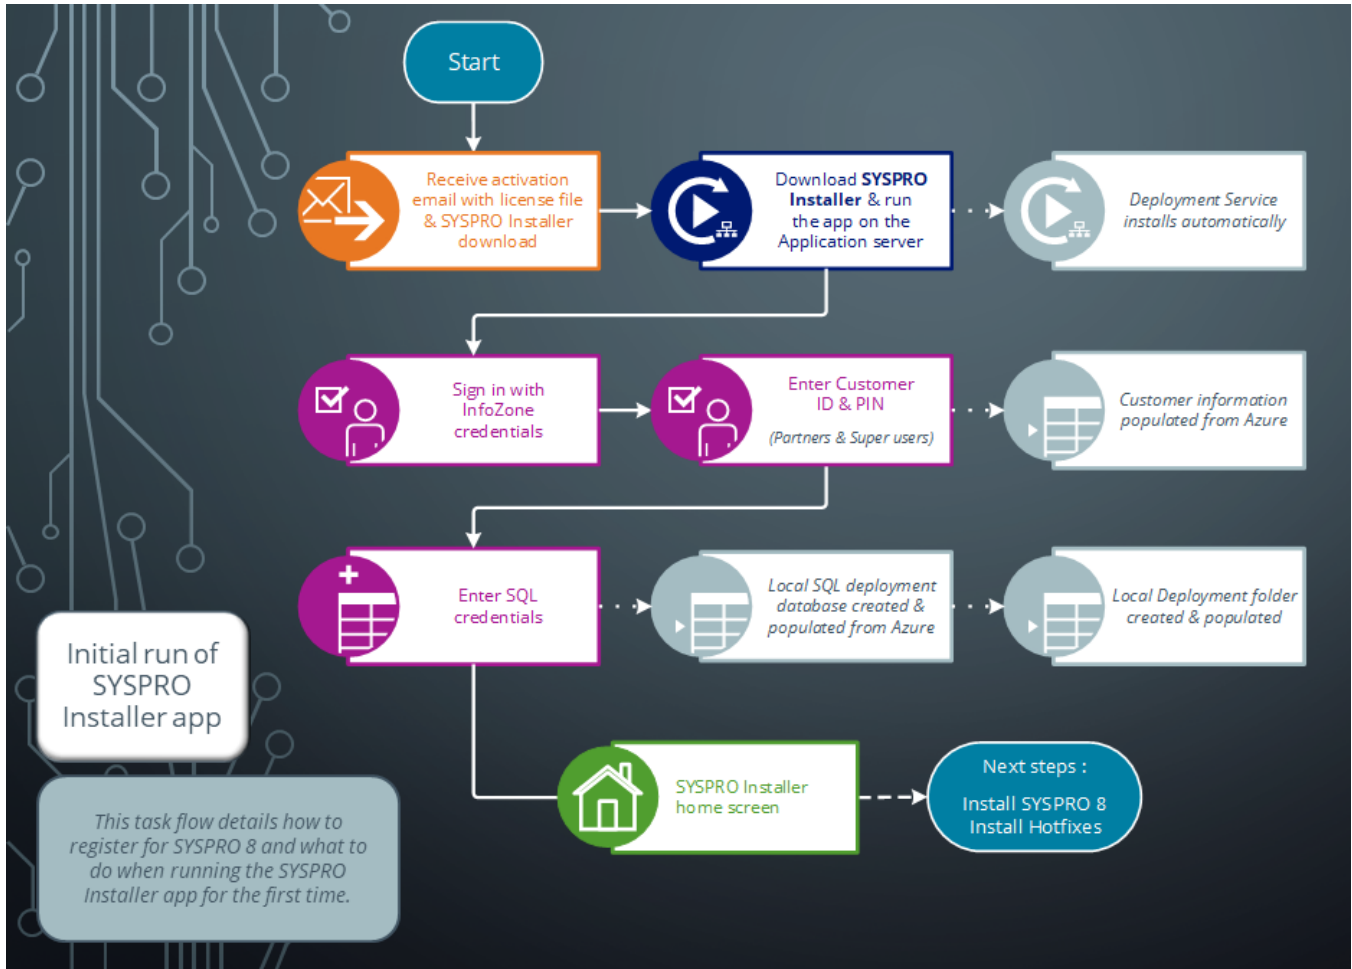 Start
Receive activation
email with license file
& SYSPRO Installer
download
Download SYSPRO
Installer & run
the app on the
Application server
Deployment Service
installs automatically
Sign in with
InfoZone
credentials
Enter Customer
ID & PIN
(Partners & Super users)
Customer information
populated from Azure
Enter SQL
credentials
Local SQL deployment
database created &
populated from Azure
Local Deployment folder
created & populated
Initial run of
SYSPRO
Installer app
SYSPRO Installer
home screen
Next steps :
Install SYSPRO 8
Install Hotfixes
This task flow details how to
register for SYSPRO 8 and what to
do when running the SYSPRO
Installer app for the first time.